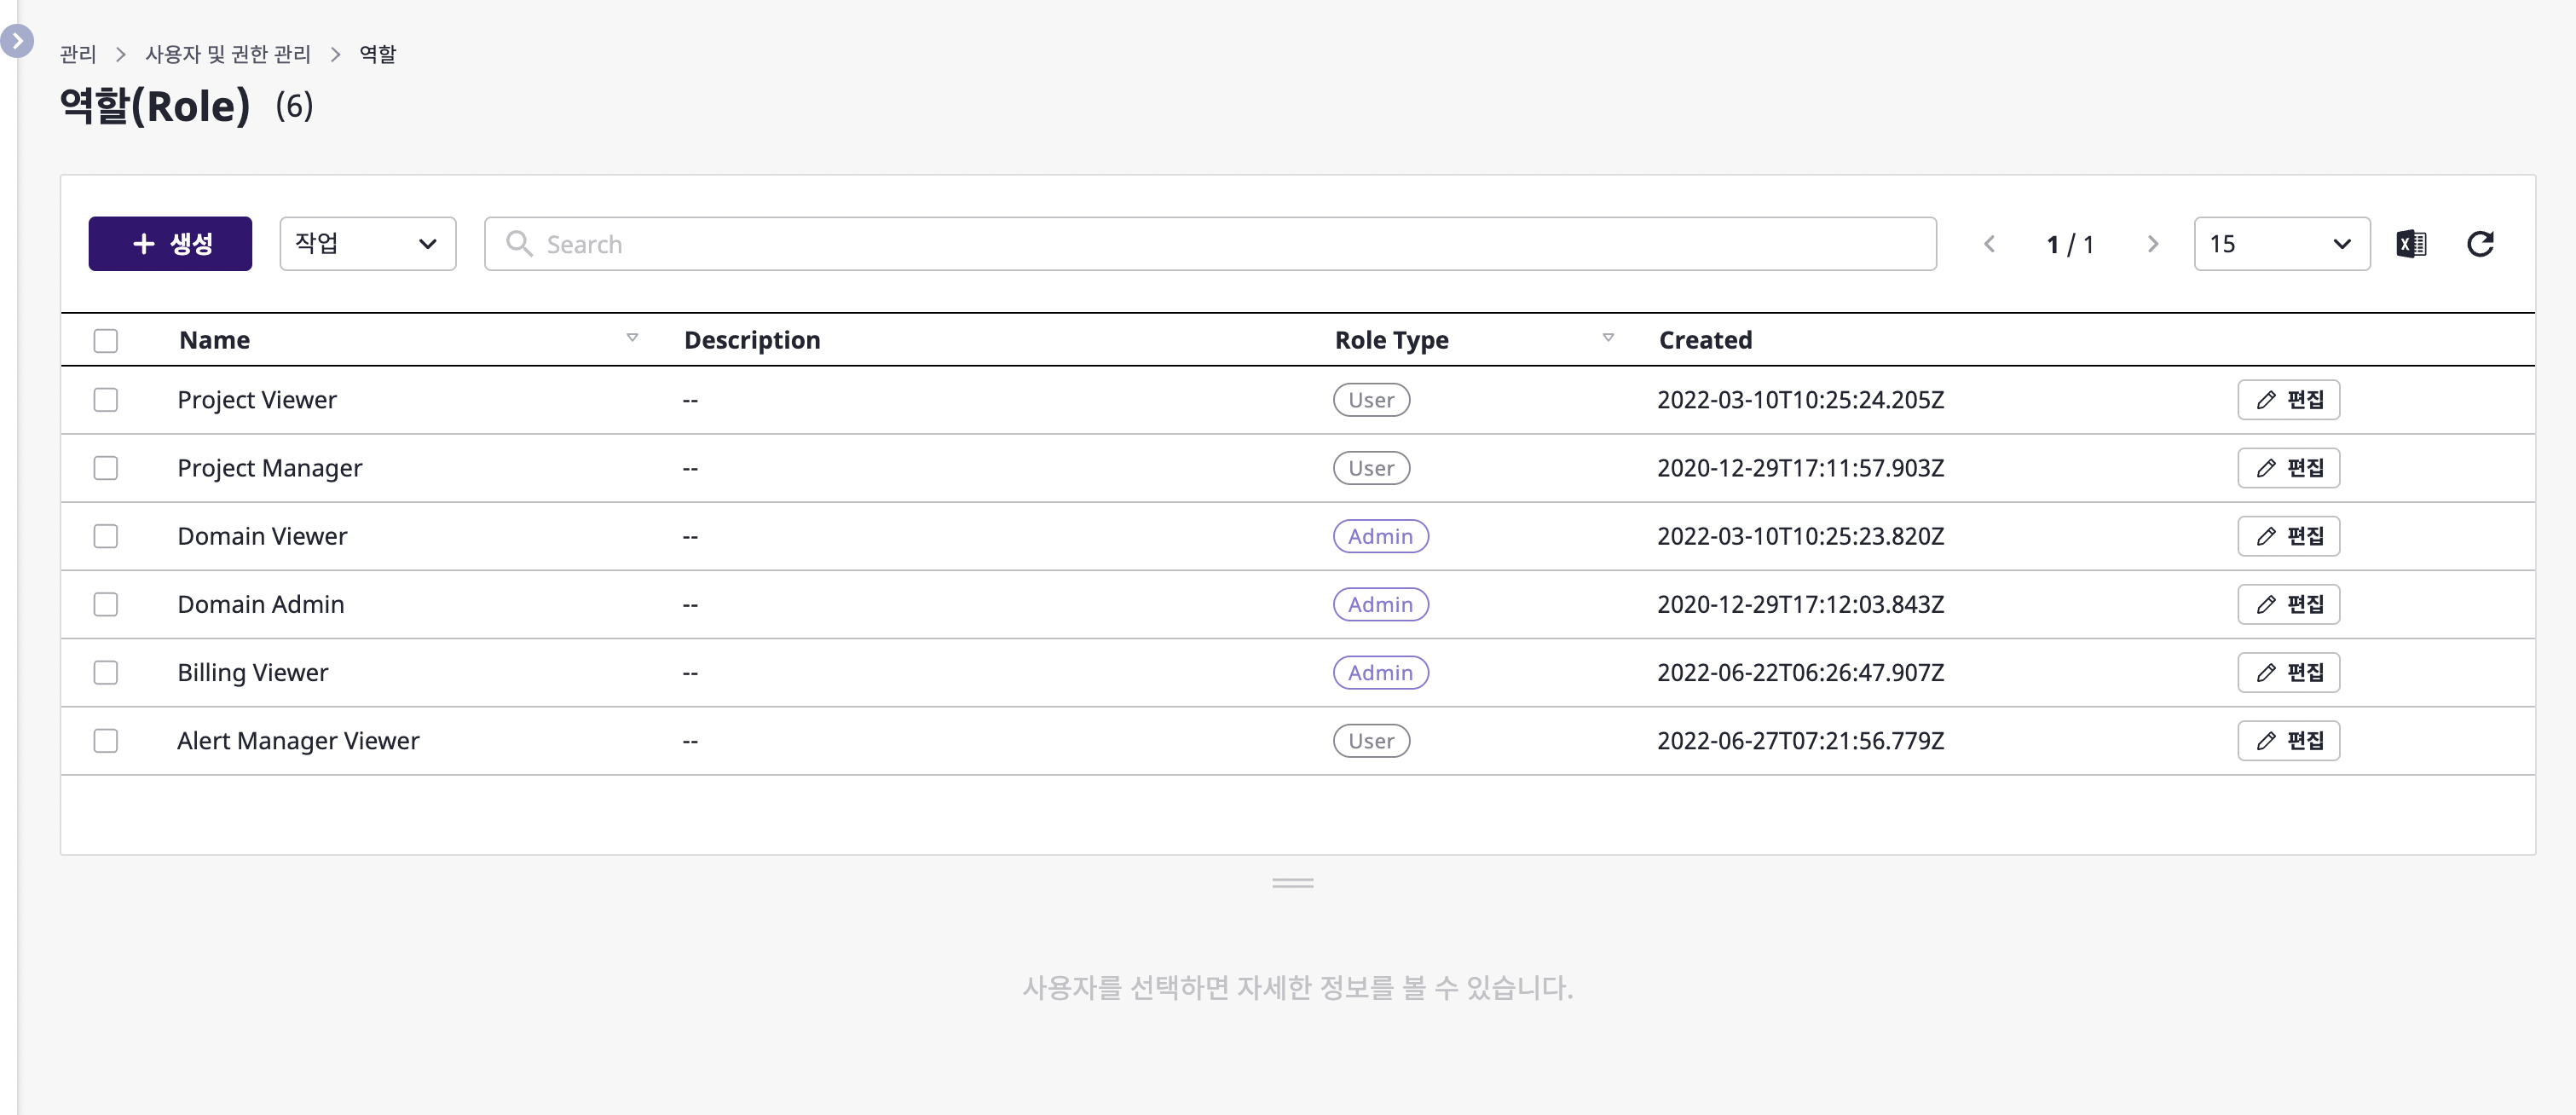 관리 > 사용자 및 권한 관리 > 역할
역할(Role) (6)
+ 생성 작업 Search 1 / 1 15
Name Description Role Type Created
Project Viewer -- User 2022-03-10T10:25:24.205Z 편집
Project Manager -- User 2020-12-29T17:11:57.903Z 편집
Domain Viewer -- Admin 2022-03-10T10:25:23.820Z 편집
Domain Admin -- Admin 2020-12-29T17:12:03.843Z 편집
Billing Viewer -- Admin 2022-06-22T06:26:47.907Z 편집
Alert Manager Viewer -- User 2022-06-27T07:21:56.779Z 편집
사용자를 선택하면 자세한 정보를 볼 수 있습니다.